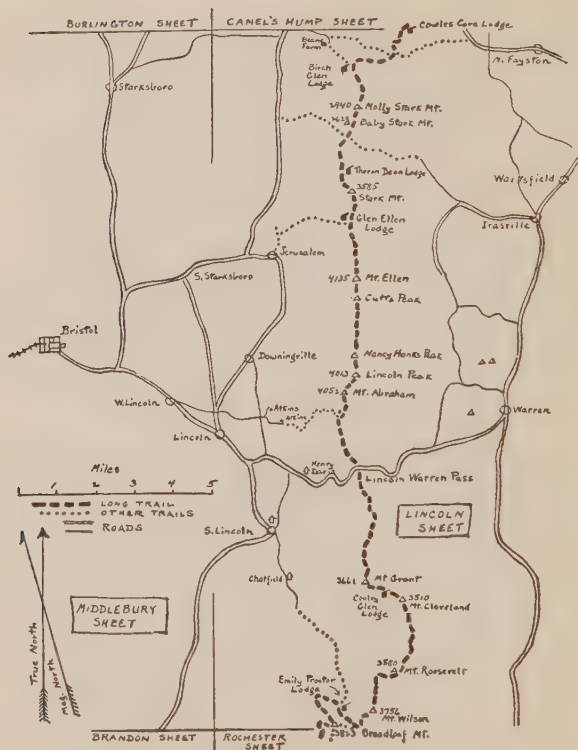 BURLINGTON SHEET
CANEL'S HUMP SHEET
Cowles Cove Lodge
Beane
Farm
N. Fayston
Birch
Glen
Lodge
Starksboro
2940 Molly Stark Mt.
Baby Stark Mt.
Theron Dean Lodge
Waitsfield
3585
Stark Mt.
Irasville
Glen Ellen
Lodge
Jerusalem
S. Starksboro
4135 Mt. Ellen
Cutts Peak
Bristol
Downingville
Nancy Hanks Peak
4013 Lincoln Peak
4052 Mt. Abraham
W. Lincoln
Atkins
Warren
Lincoln
Henry
Davis
Lincoln Warren Pass
Miles
1 2 3 4 5
LONG TRAIL
OTHER TRAILS
ROADS
LINCOLN
SHEET
S. Lincoln
Chatfield
3661 Mt Grant
Cooley
Glen
Lodge
3510
Mt. Cleveland
MIDDLEBURY
SHEET
True North
Mag. North
3580
Mt. Roosevelt
Emily Proctor
Lodge
3756
Mt. Wilson
Breadloaf Mt.
BRANDON SHEET
ROCHESTER
SHEET